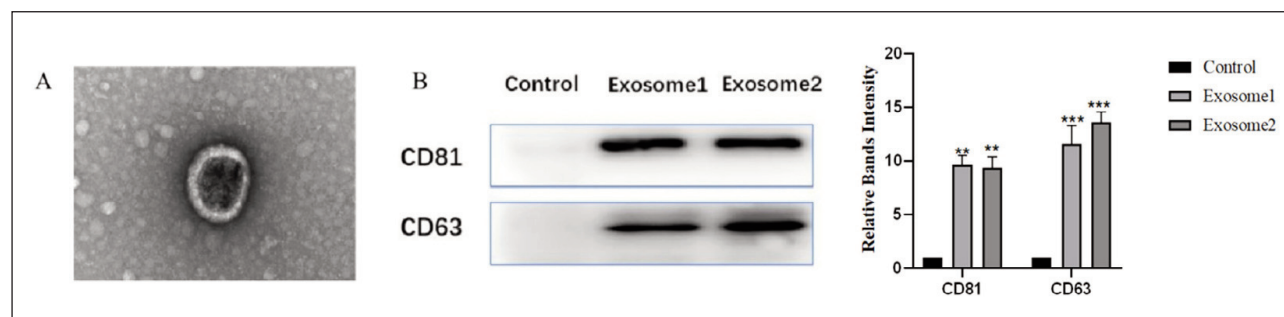 A
B
Control Exosome1 Exosome2
CD81
CD63
Relative Bands Intensity
20
15
10
5
0
** **
*** ***
CD81 CD63
Control
Exosome1
Exosome2